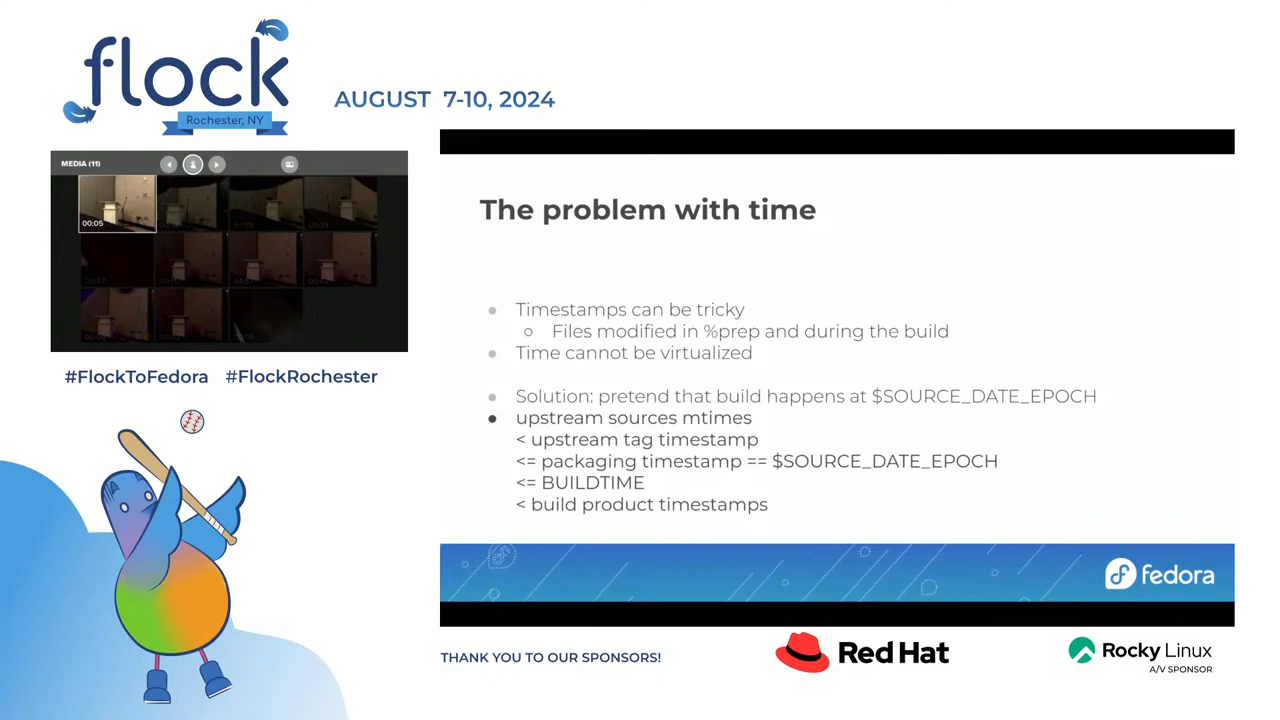 flock
Rochester, NY
AUGUST 7-10, 2024
MEDIA (11)
00:05
#FlockToFedora #FlockRochester
The problem with time
Timestamps can be tricky
Files modified in %prep and during the build
Time cannot be virtualized
Solution: pretend that build happens at $SOURCE_DATE_EPOCH
upstream sources mtimes
< upstream tag timestamp
<= packaging timestamp == $SOURCE_DATE_EPOCH
<= BUILDTIME
< build product timestamps
fedora
THANK YOU TO OUR SPONSORS!
Red Hat
Rocky Linux
A/V SPONSOR